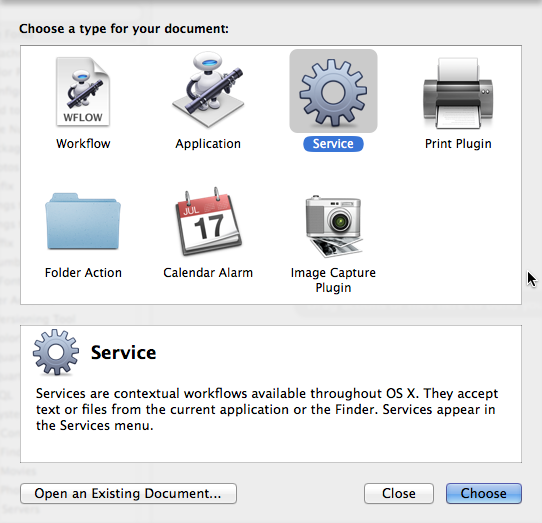 Choose a type for your document:
WFLOW
Workflow
Application
Service
Print Plugin
JUL
17
Folder Action
Calendar Alarm
Image Capture
Plugin
Service
Services are contextual workflows available throughout OS X. They accept
text or files from the current application or the Finder. Services appear in
the Services menu.
Open an Existing Document...
Close
Choose